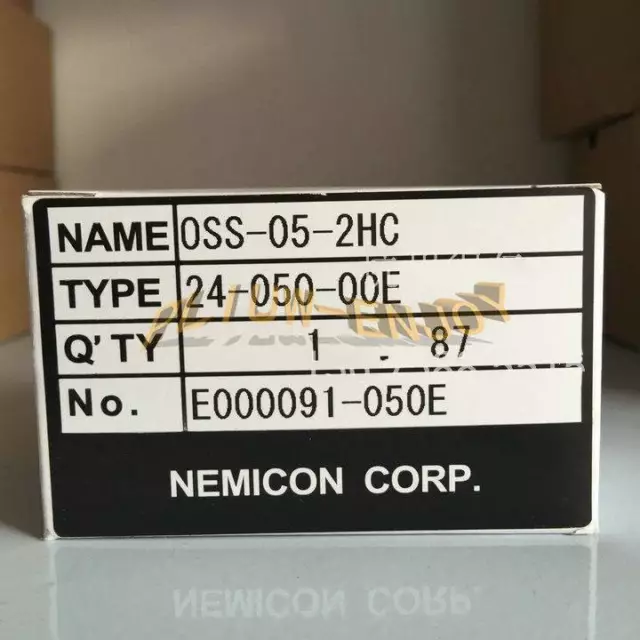 NAME OSS-05-2HC
TYPE 24-050-00E
Q'TY 1 . 87
No. E000091-050E
NEMICON CORP.